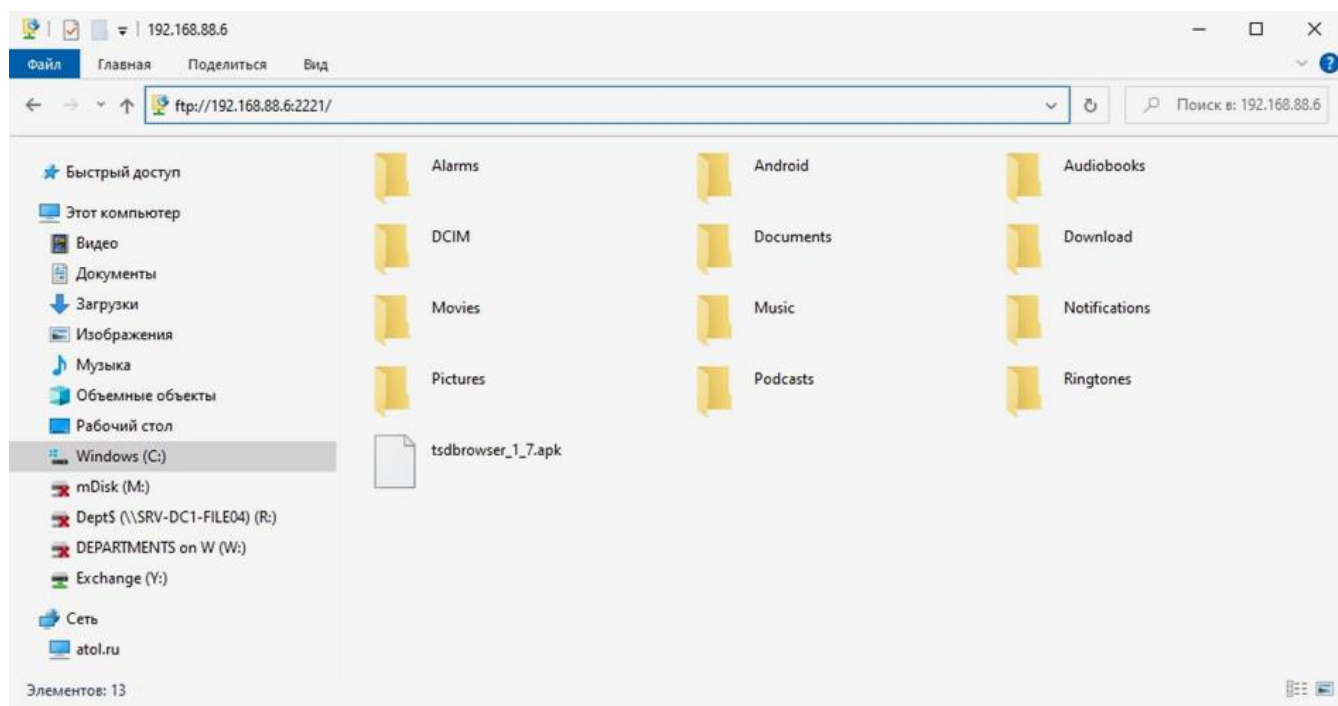 192.168.88.6
Файл Главная Поделиться Вид
ftp://192.168.88.6:2221/
Поиск в: 192.168.88.6
Быстрый доступ
Этот компьютер
Видео
Документы
Загрузки
Изображения
Музыка
Объемные объекты
Рабочий стол
Windows (C:)
mDisk (M:)
Dept$ (\\SRV-DC1-FILE04) (R:)
DEPARTMENTS on W (W:)
Exchange (Y:)
Сеть
atol.ru
Alarms Android Audiobooks
DCIM Documents Download
Movies Music Notifications
Pictures Podcasts Ringtones
tsdbrowser_1_7.apk
Элементов: 13